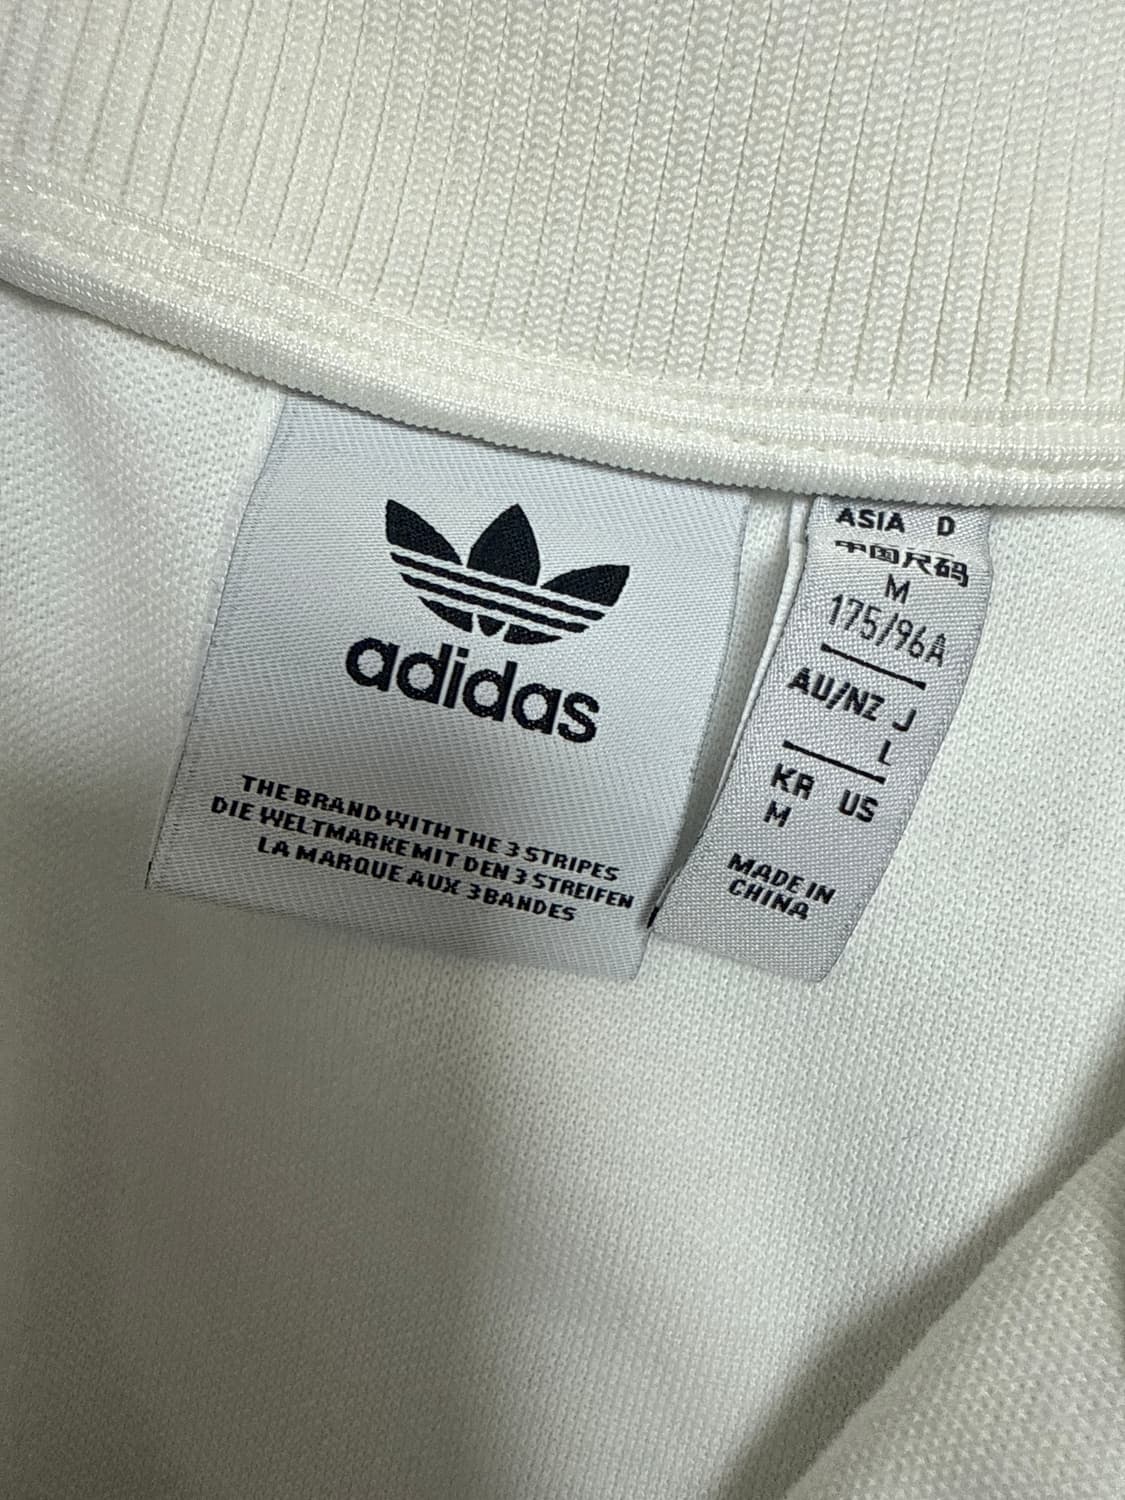 adidas
THE BRAND WITH THE 3 STRIPES
DIE WELTMARKE MIT DEN 3 STREIFEN
LA MARQUE AUX 3 BANDES
ASIA D
中国尺码
M
175/96A
AU/NZ J
L
KR US
M
MADE IN
CHINA